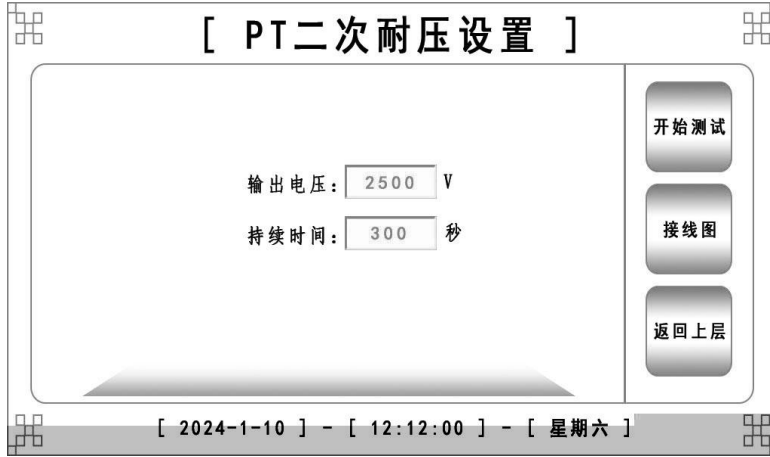 [ PT二次耐压设置 ]
输出电压: 2500 V
持续时间: 300 秒
开始测试
接线图
返回上层
[ 2024-1-10 ] - [ 12:12:00 ] - [ 星期六 ]